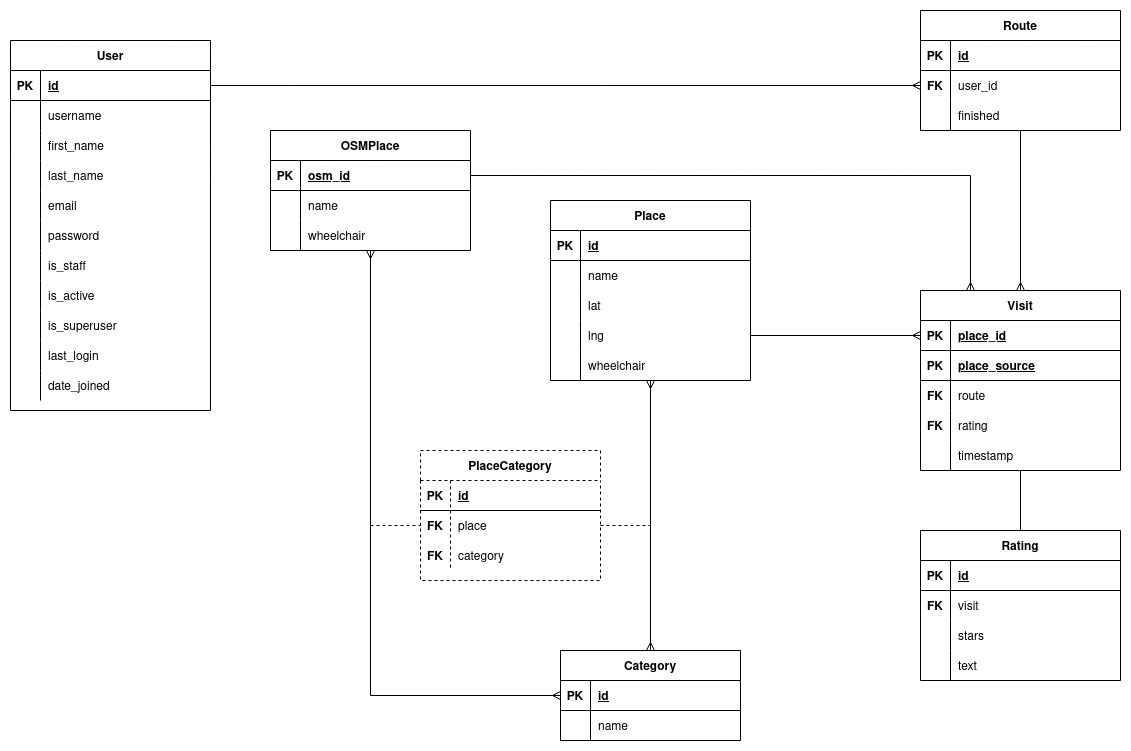 User
PK id
username
first_name
last_name
email
password
is_staff
is_active
is_superuser
last_login
date_joined
OSMPlace
PK osm_id
name
wheelchair
Place
PK id
name
lat
lng
wheelchair
Route
PK id
FK user_id
finished
Visit
PK place_id
PK place_source
FK route
FK rating
timestamp
PlaceCategory
PK id
FK place
FK category
Rating
PK id
FK visit
stars
text
Category
PK id
name